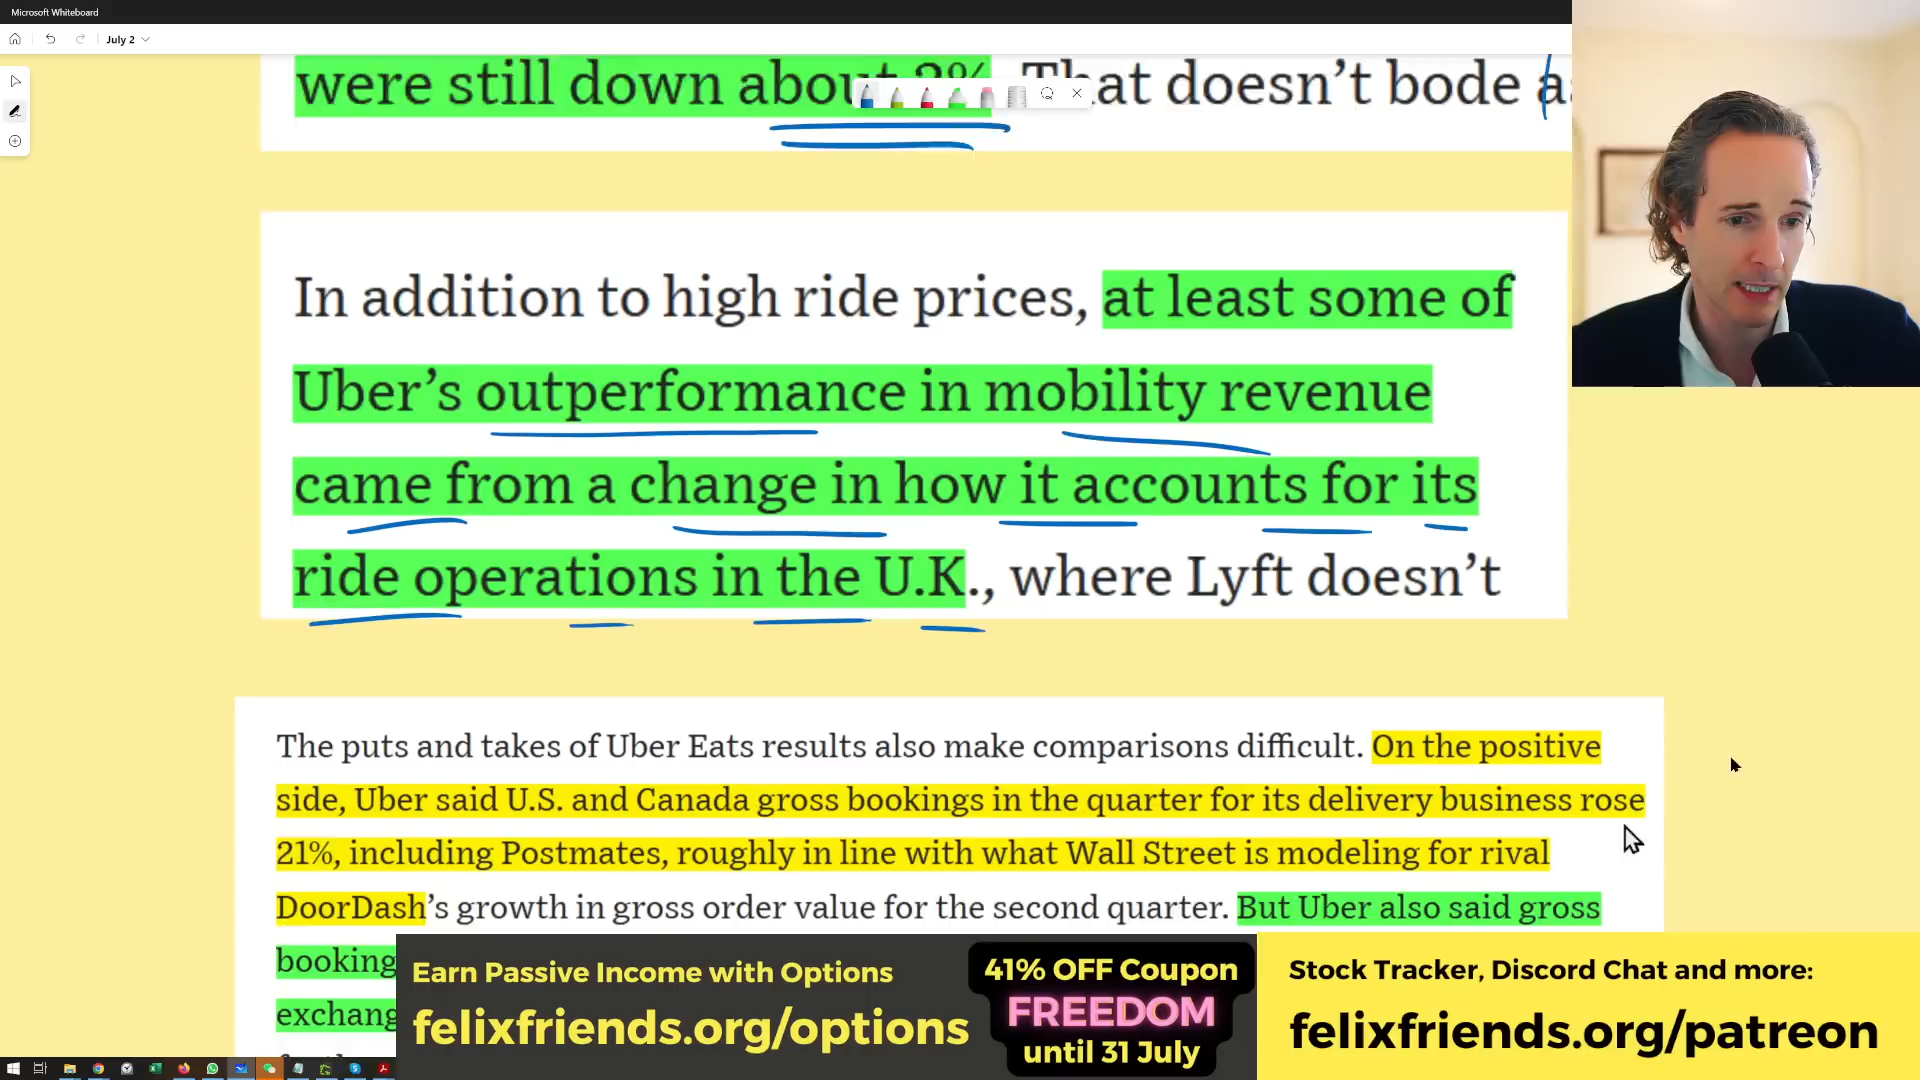 Microsoft Whiteboard
July 2
were still down about 2% That doesn’t bode as
In addition to high ride prices, at least some of
Uber’s outperformance in mobility revenue
came from a change in how it accounts for its
ride operations in the U.K., where Lyft doesn’t
The puts and takes of Uber Eats results also make comparisons difficult. On the positive
side, Uber said U.S. and Canada gross bookings in the quarter for its delivery business rose
21%, including Postmates, roughly in line with what Wall Street is modeling for rival
DoorDash’s growth in gross order value for the second quarter. But Uber also said gross
booking
exchang
Earn Passive Income with Options
felixfriends.org/options
41% OFF Coupon
FREEDOM
until 31 July
Stock Tracker, Discord Chat and more:
felixfriends.org/patreon